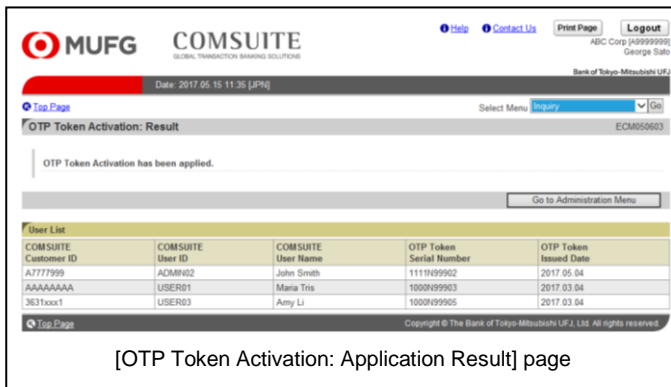 Help Contact Us Print Page Logout
MUFG COMSUITE
GLOBAL TRANSACTION BANKING SOLUTIONS
ABC Corp [A9999999]
George Sato
Bank of Tokyo-Mitsubishi UFJ
Date: 2017.05.15 11:35 [JPN]
Top Page Select Menu Inquiry Go
OTP Token Activation: Result ECM050603
OTP Token Activation has been applied.
Go to Administration Menu
User List
COMSUITE COMSUITE COMSUITE OTP Token OTP Token
Customer ID User ID User Name Serial Number Issued Date
A7777999 ADMIN02 John Smith 1111N99902 2017.05.04
AAAAAAAA USER01 Maria Tris 1000N99903 2017.03.04
3631xxx1 USER03 Amy Li 1000N99905 2017.03.04
Top Page Copyright © The Bank of Tokyo-Mitsubishi UFJ, Ltd. All rights reserved.
[OTP Token Activation: Application Result] page